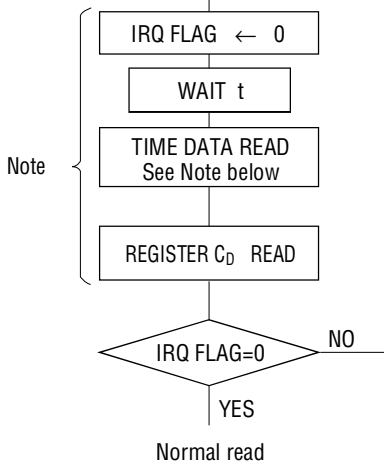 IRQ FLAG ← 0
WAIT t
TIME DATA READ
See Note below
Note
REGISTER C_D READ
IRQ FLAG=0
NO
YES
Normal read